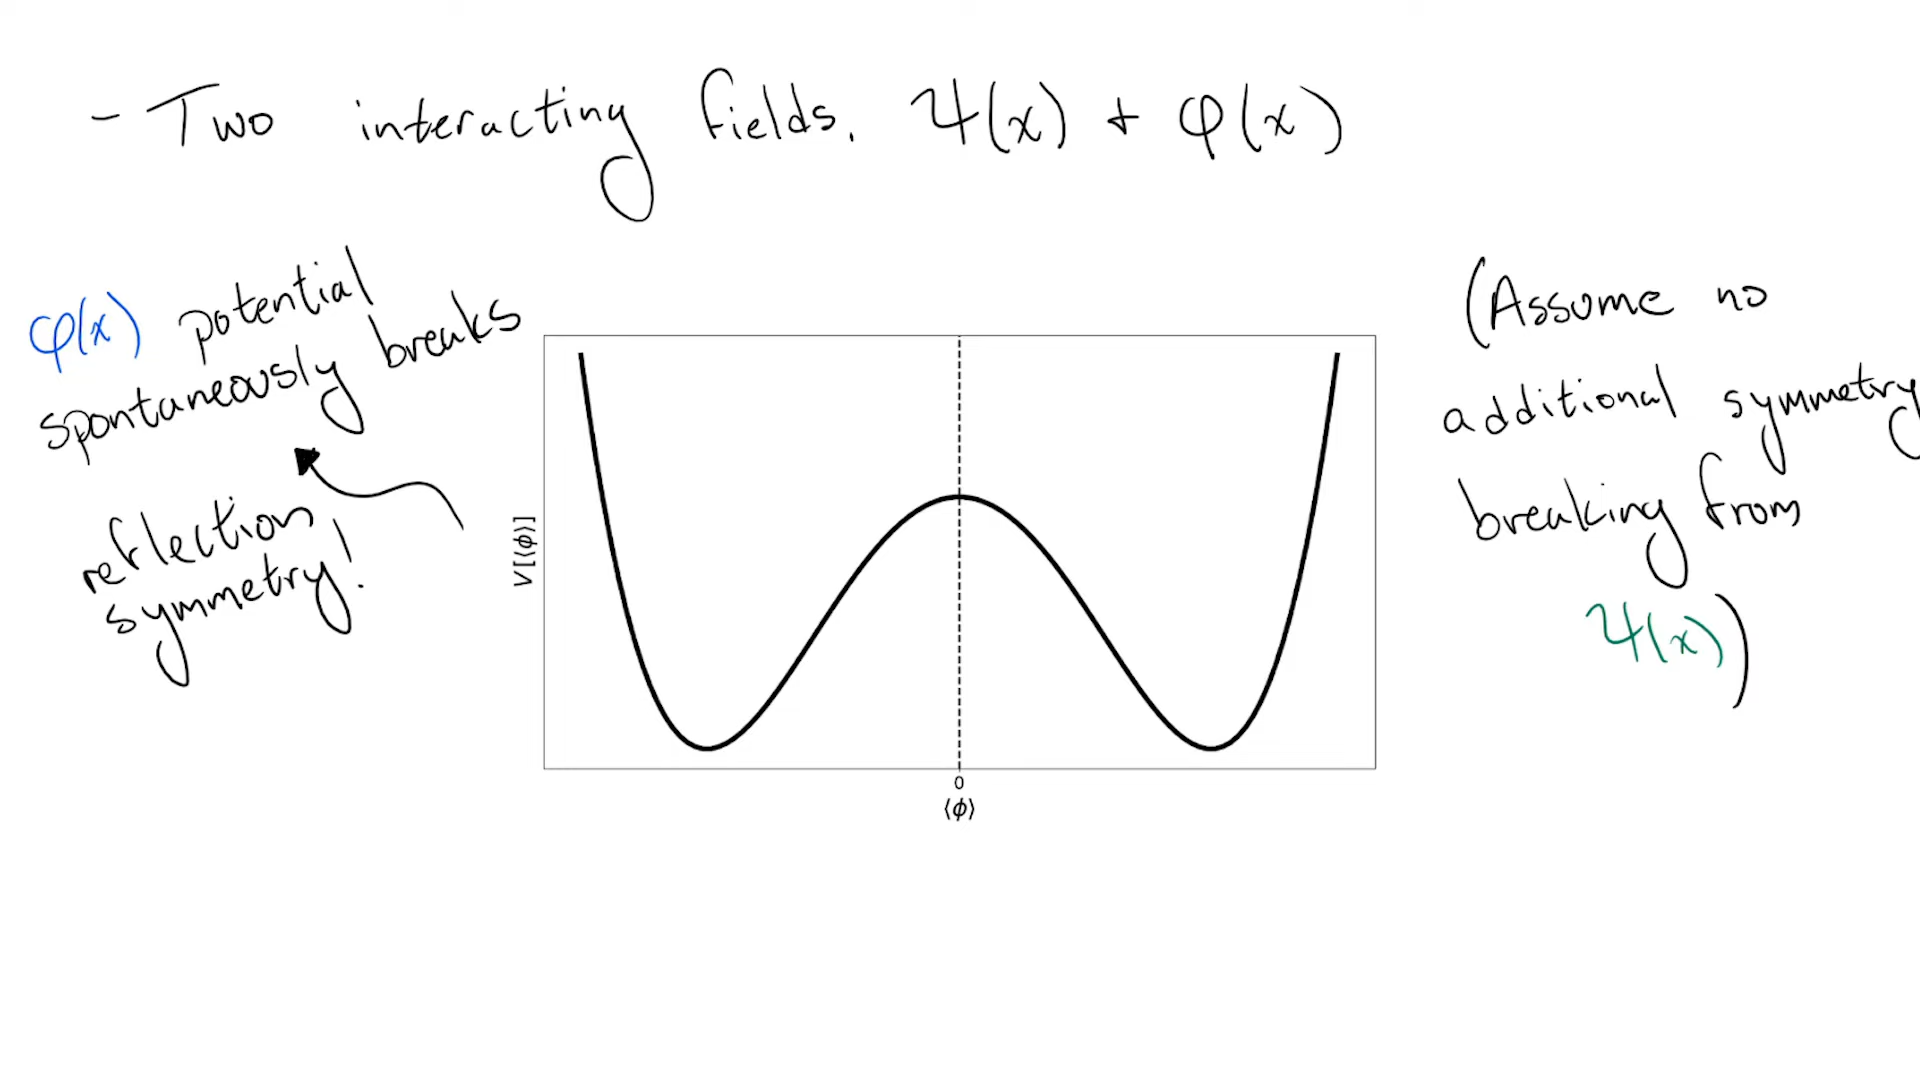 - Two interacting fields. Ψ(x) + φ(x)
φ(x) potential
spontaneously breaks
reflection
symmetry!
V[⟨ϕ⟩]
0
⟨ϕ⟩
(Assume no
additional symmetry
breaking from
Ψ(x))